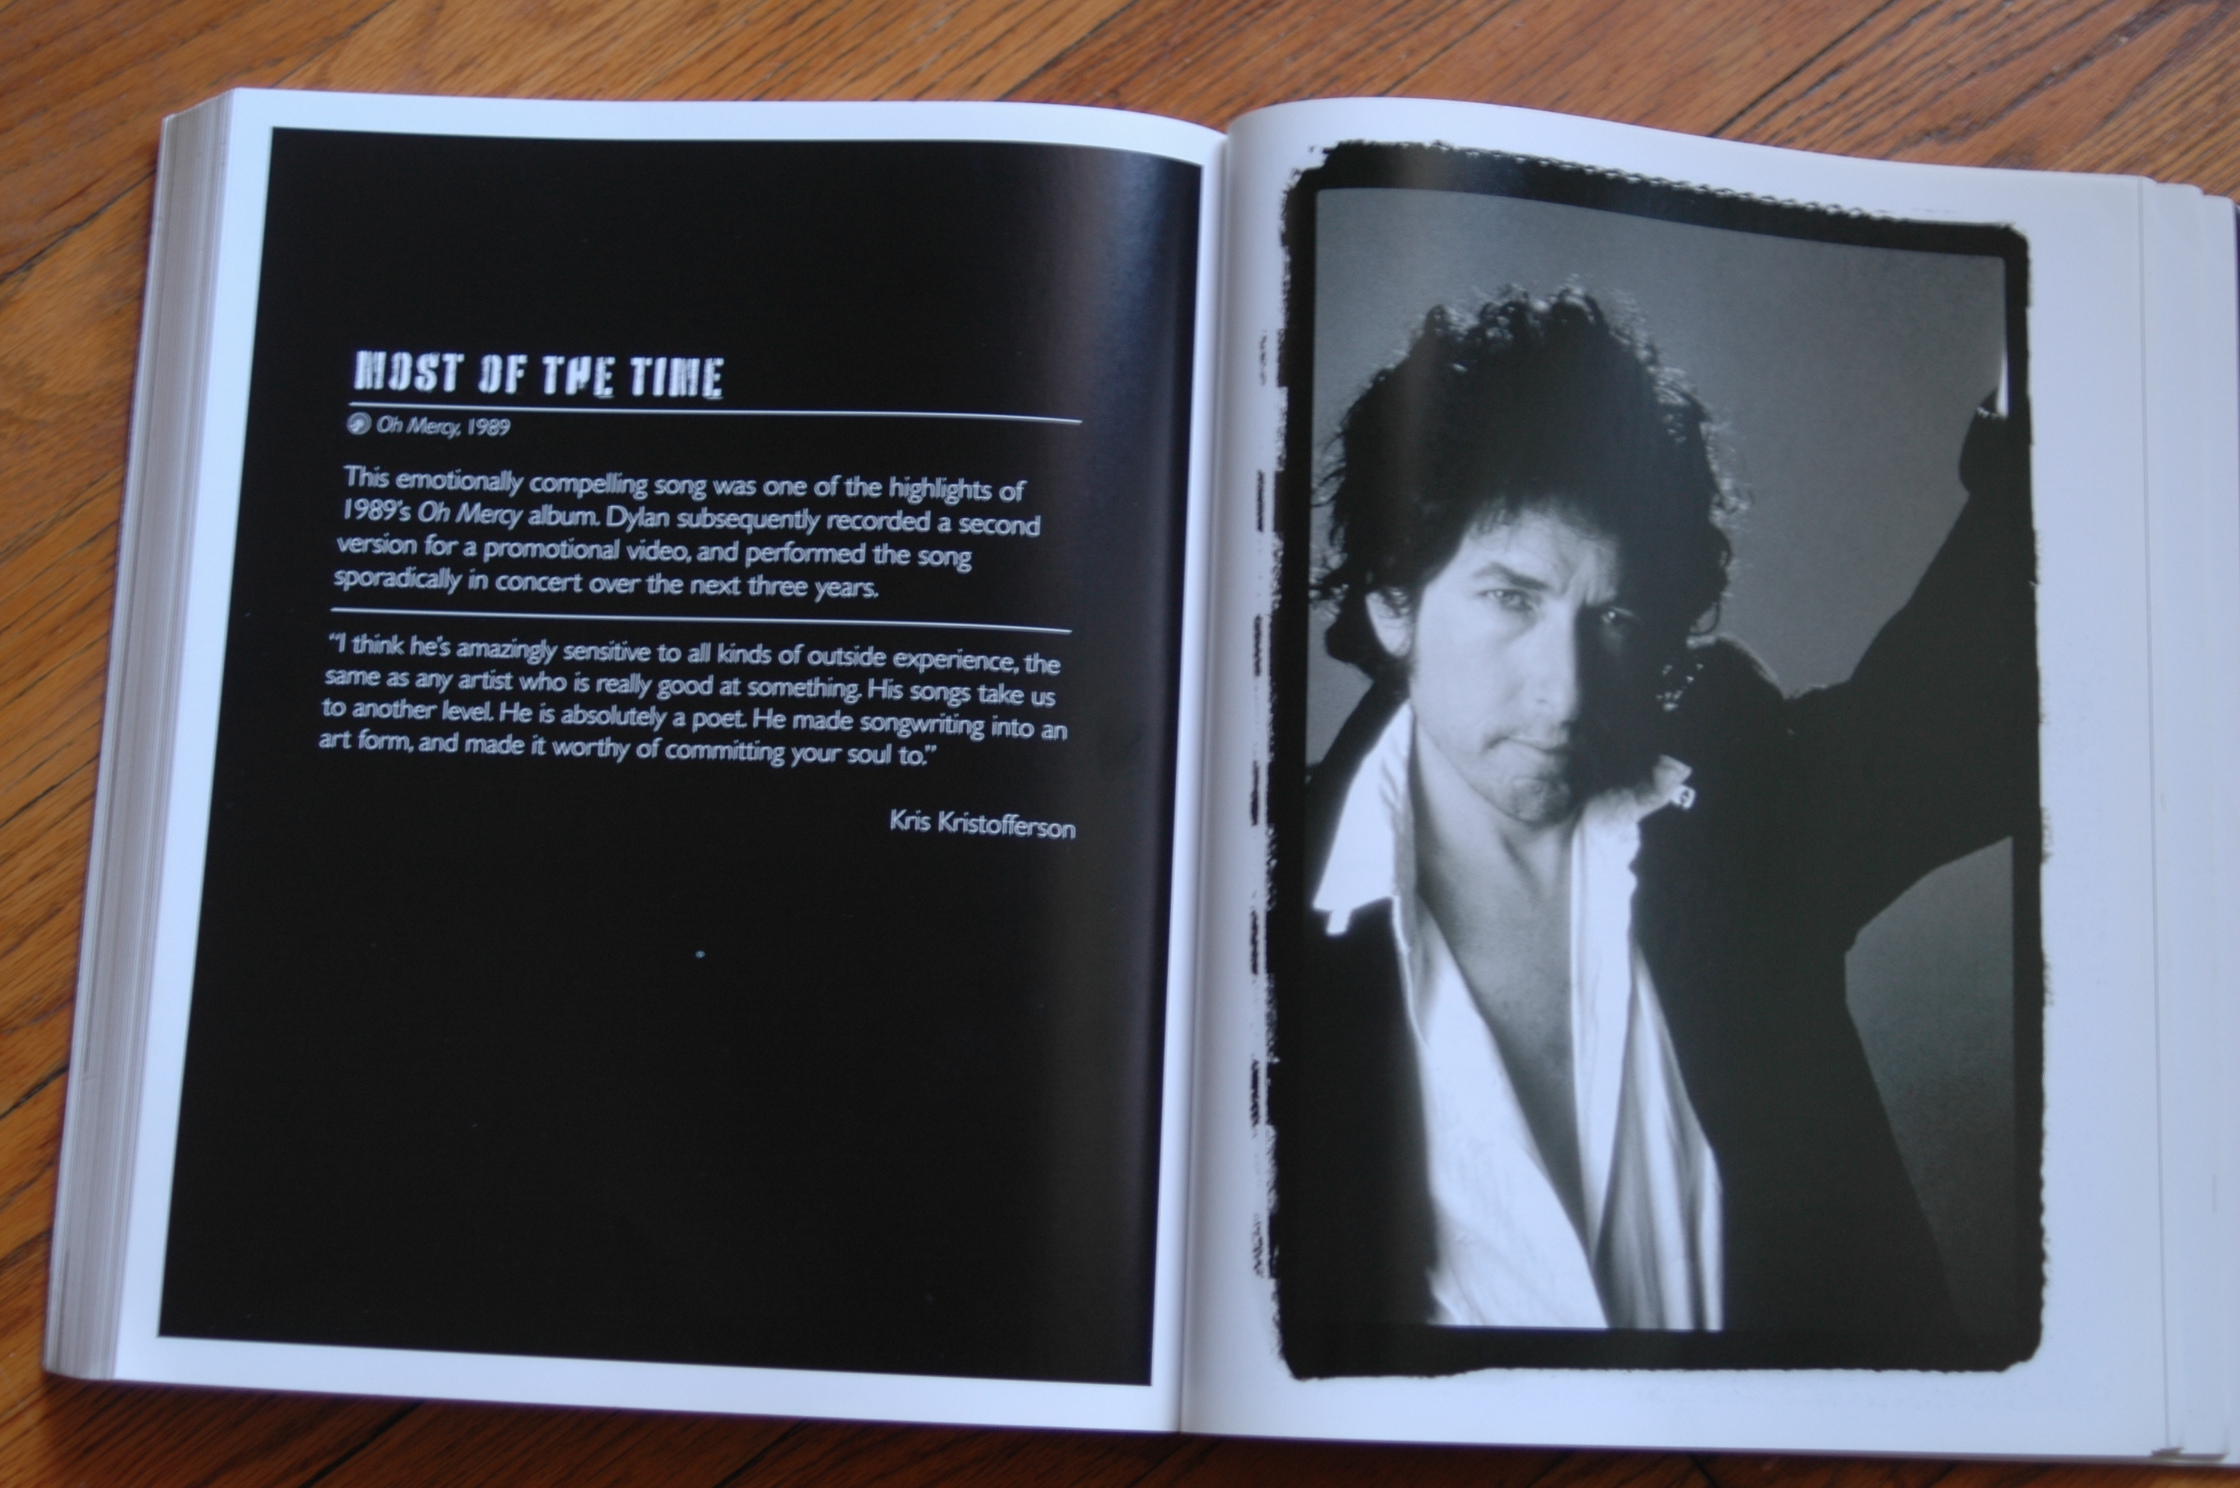 MOST OF THE TIME
Oh Mercy, 1989
This emotionally compelling song was one of the highlights of
1989's Oh Mercy album. Dylan subsequently recorded a second
version for a promotional video, and performed the song
sporadically in concert over the next three years.
“I think he's amazingly sensitive to all kinds of outside experience, the
same as any artist who is really good at something. His songs take us
to another level. He is absolutely a poet. He made songwriting into an
art form, and made it worthy of committing your soul to.”
Kris Kristofferson